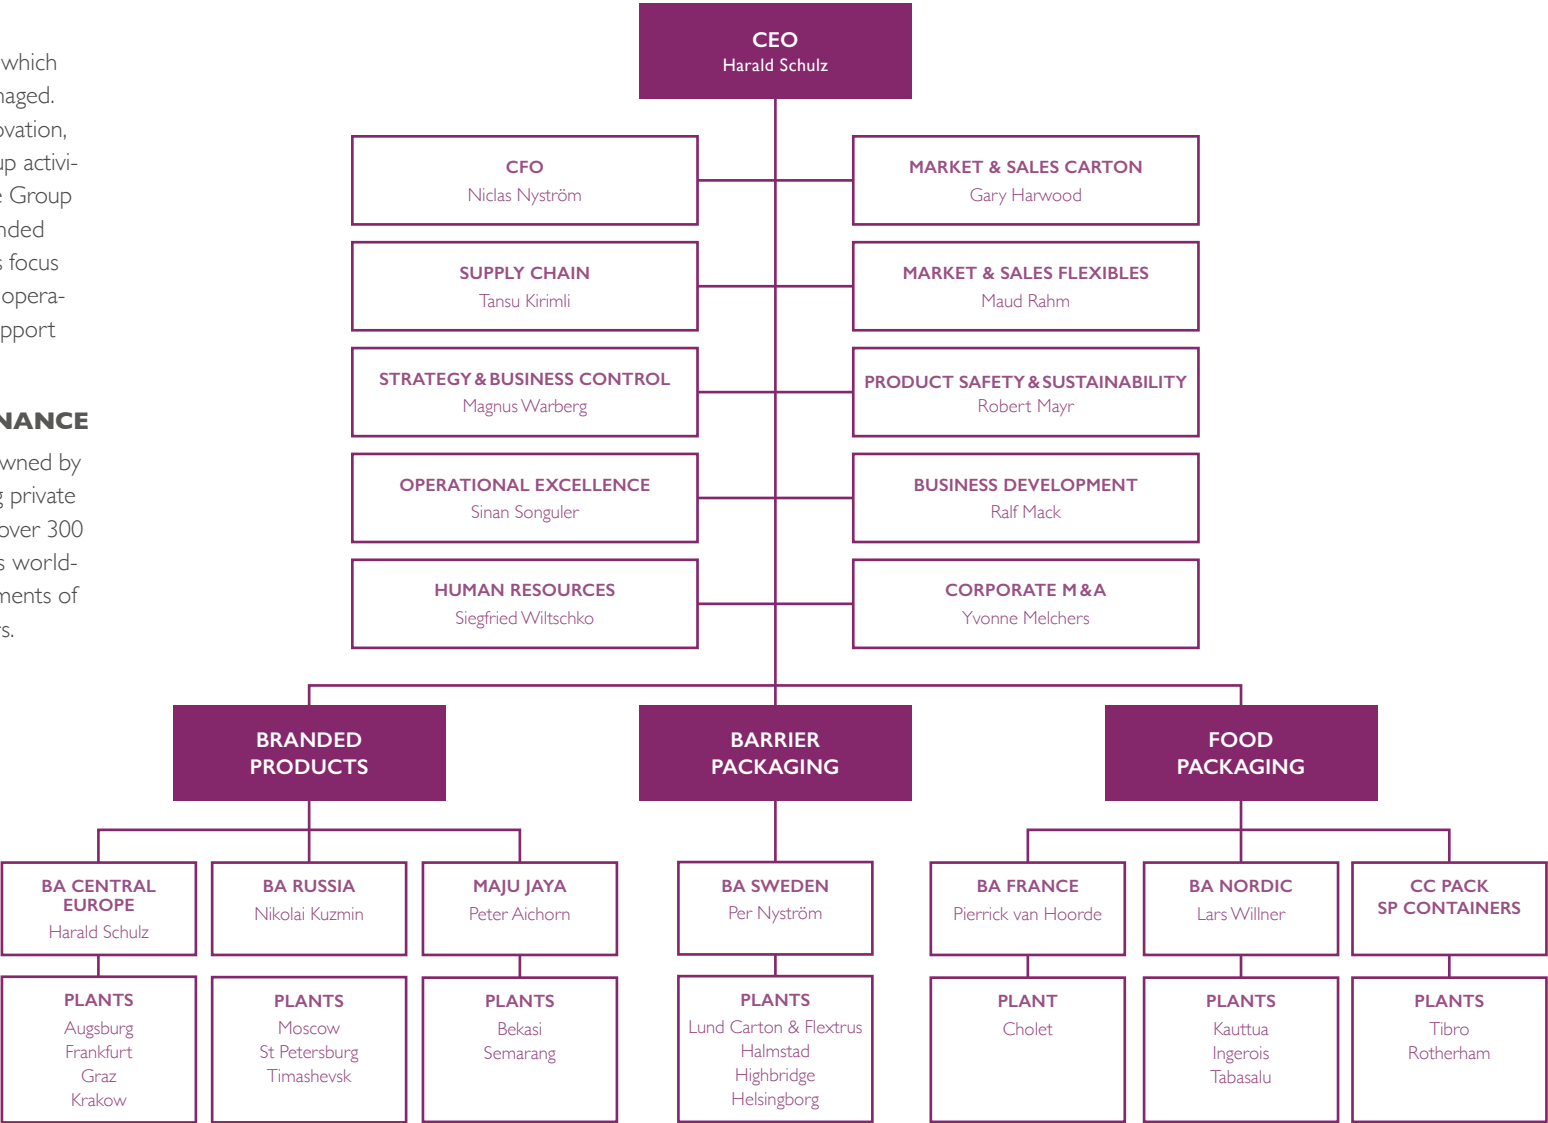 which
naged.
ovation,
up activi-
e Group
nded
s focus
opera-
pport
NANCE
wned by
g private
over 300
s world-
ments of
rs.
CEO
Harald Schulz
CFO
Niclas Nyström
MARKET & SALES CARTON
Gary Harwood
SUPPLY CHAIN
Tansu Kirimli
MARKET & SALES FLEXIBLES
Maud Rahm
STRATEGY & BUSINESS CONTROL
Magnus Warberg
PRODUCT SAFETY & SUSTAINABILITY
Robert Mayr
OPERATIONAL EXCELLENCE
Sinan Songuler
BUSINESS DEVELOPMENT
Ralf Mack
HUMAN RESOURCES
Siegfried Wiltschko
CORPORATE M & A
Yvonne Melchers
BRANDED
PRODUCTS
BARRIER
PACKAGING
FOOD
PACKAGING
BA CENTRAL
EUROPE
Harald Schulz
BA RUSSIA
Nikolai Kuzmin
MAJU JAYA
Peter Aichorn
BA SWEDEN
Per Nyström
BA FRANCE
Pierrick van Hoorde
BA NORDIC
Lars Willner
CC PACK
SP CONTAINERS
PLANTS
Augsburg
Frankfurt
Graz
Krakow
PLANTS
Moscow
St Petersburg
Timashevsk
PLANTS
Bekasi
Semarang
PLANTS
Lund Carton & Flextrus
Halmstad
Highbridge
Helsingborg
PLANT
Cholet
PLANTS
Kauttua
Ingerois
Tabasalu
PLANTS
Tibro
Rotherham